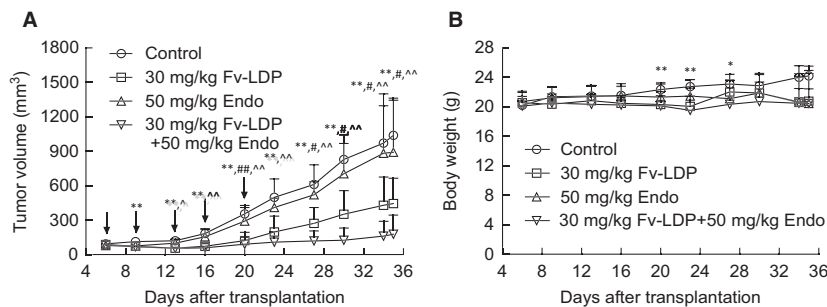 A
Tumor volume (mm³)
1800
1500
1200
900
600
300
0
Control
30 mg/kg Fv-LDP
50 mg/kg Endo
30 mg/kg Fv-LDP
+50 mg/kg Endo
**
**,^
**,^^
**,##,^^
**,^^
**,#,^^
**,#,^^
**,#,^^
**,#,^^
4 8 12 16 20 24 28 32 36
Days after transplantation
B
Body weight (g)
28
24
20
16
12
8
4
0
** ** *
Control
30 mg/kg Fv-LDP
50 mg/kg Endo
30 mg/kg Fv-LDP+50 mg/kg Endo
4 8 12 16 20 24 28 32 36
Days after transplantation